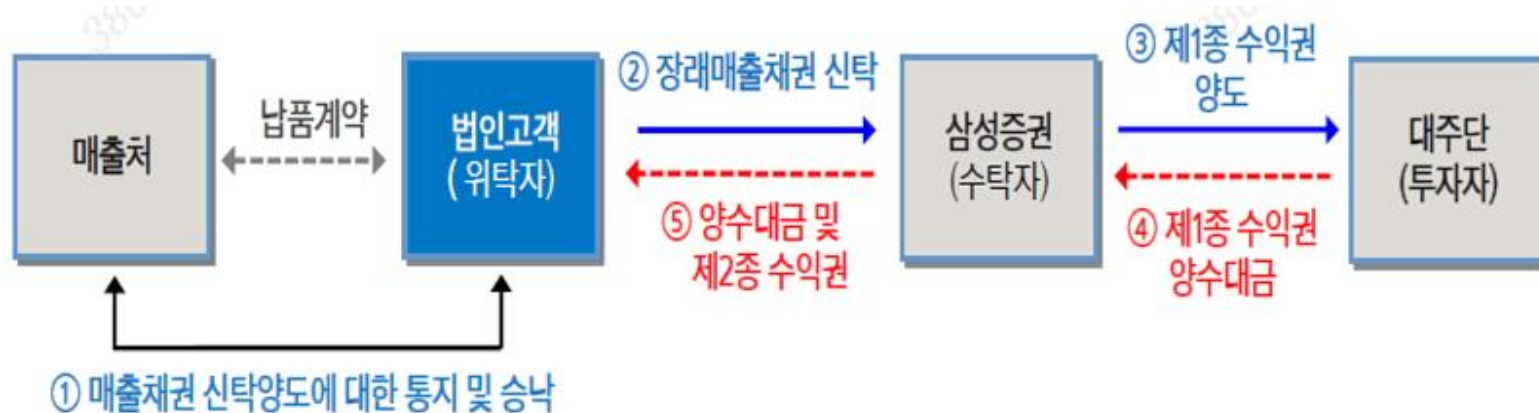 매출처
납품계약
법인고객
( 위탁자)
② 장래매출채권 신탁
⑤ 양수대금 및
제2종 수익권
삼성증권
(수탁자)
③ 제1종 수익권
양도
④ 제1종 수익권
양수대금
대주단
(투자자)
① 매출채권 신탁양도에 대한 통지 및 승낙